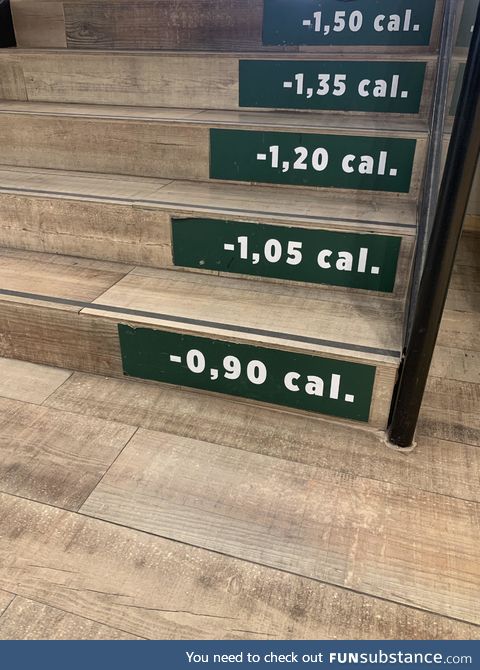 -1,50 cal.
-1,35 cal.
-1,20 cal.
-1,05 cal.
-0,90 cal.
You need to check out FUNsubstance.com